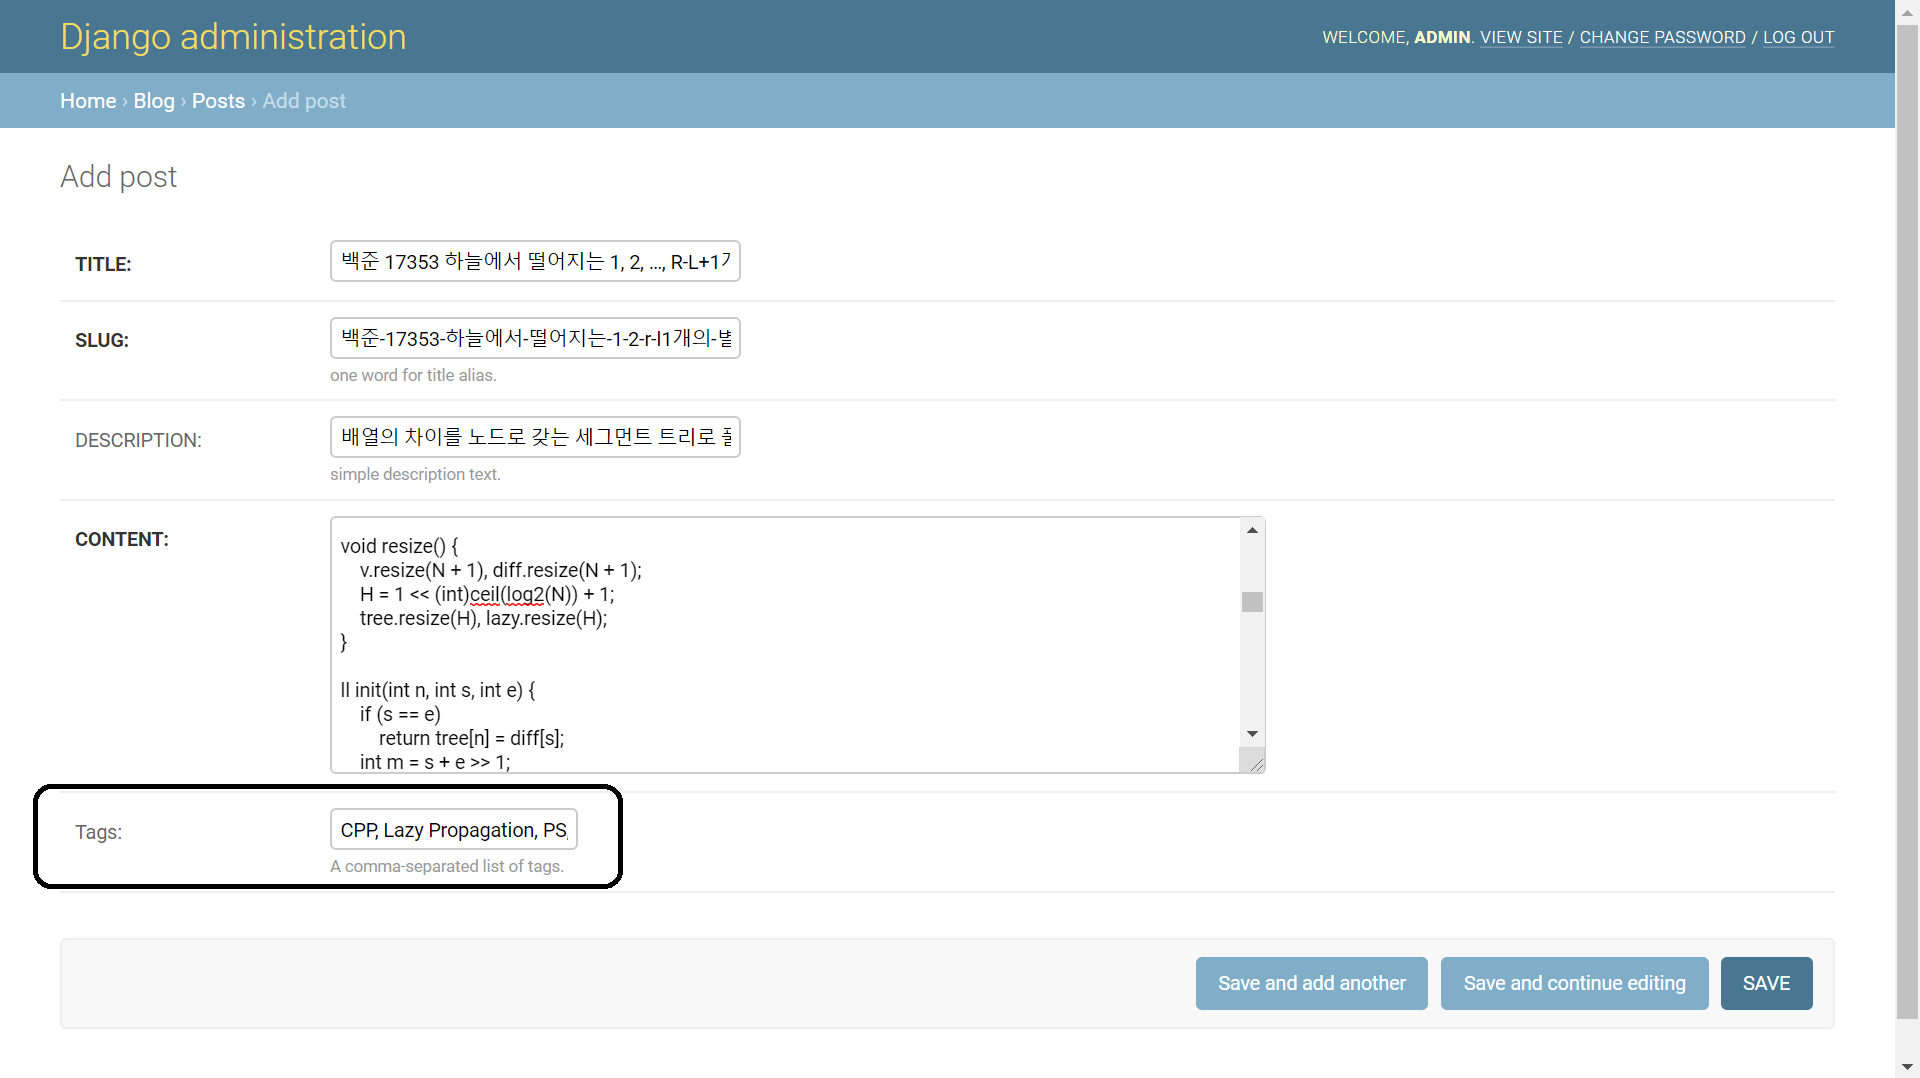 Django administration
WELCOME, ADMIN. VIEW SITE / CHANGE PASSWORD / LOG OUT
Home › Blog › Posts › Add post
Add post
TITLE:
백준 17353 하늘에서 떨어지는 1, 2, ..., R-L+1개
SLUG:
백준-17353-하늘에서-떨어지는-1-2-r-l1개의-별
one word for title alias.
DESCRIPTION:
배열의 차이를 노드로 갖는 세그먼트 트리로 풀
simple description text.
CONTENT:
void resize() {
v.resize(N + 1), diff.resize(N + 1);
H = 1 << (int)ceil(log2(N)) + 1;
tree.resize(H), lazy.resize(H);
}
ll init(int n, int s, int e) {
if (s == e)
return tree[n] = diff[s];
int m = s + e >> 1;
Tags:
CPP, Lazy Propagation, PS,
A comma-separated list of tags.
Save and add another
Save and continue editing
SAVE